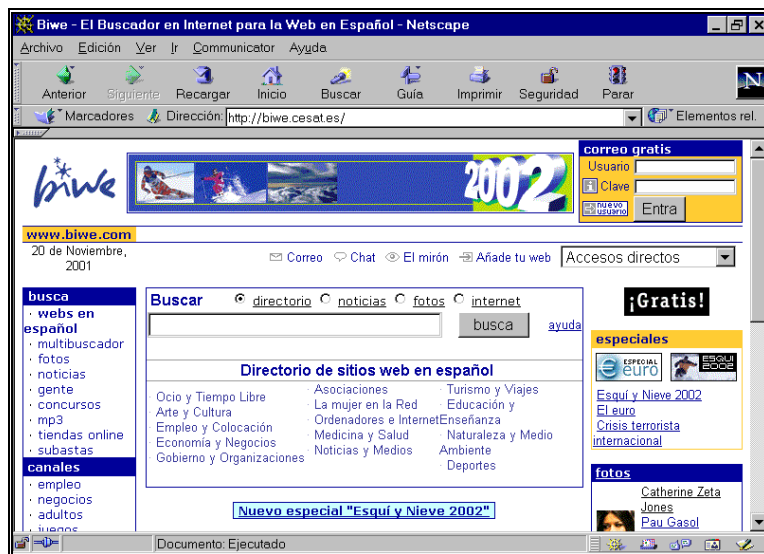 Biwe - El Buscador en Internet para la Web en Español - Netscape
Archivo Edición Ver Ir Communicator Ayuda
Anterior Siguiente Recargar Inicio Buscar Guía Imprimir Seguridad Parar
N
Marcadores Dirección: http://biwe.cesat.es/ Elementos rel.
biwe
2002
correo gratis
Usuario
Clave
nuevo usuario Entra
www.biwe.com
20 de Noviembre,
2001
Correo Chat El mirón Añade tu web Accesos directos
busca
· webs en
español
· multibuscador
· fotos
· noticias
· gente
· concursos
· mp3
· tiendas online
· subastas
canales
· empleo
· negocios
· adultos
· juegos
Buscar directorio noticias fotos internet
busca ayuda
Directorio de sitios web en español
· Ocio y Tiempo Libre
· Arte y Cultura
· Empleo y Colocación
· Economía y Negocios
· Gobierno y Organizaciones
· Asociaciones
· La mujer en la Red
· Ordenadores e Internet
· Medicina y Salud
· Noticias y Medios
· Turismo y Viajes
· Educación y
Enseñanza
· Naturaleza y Medio
Ambiente
· Deportes
Nuevo especial "Esquí y Nieve 2002"
¡Gratis!
especiales
ESPECIAL euro
ESQUI 2002
Esquí y Nieve 2002
El euro
Crisis terrorista
internacional
fotos
Catherine Zeta
Jones
Pau Gasol
Documento: Ejecutado